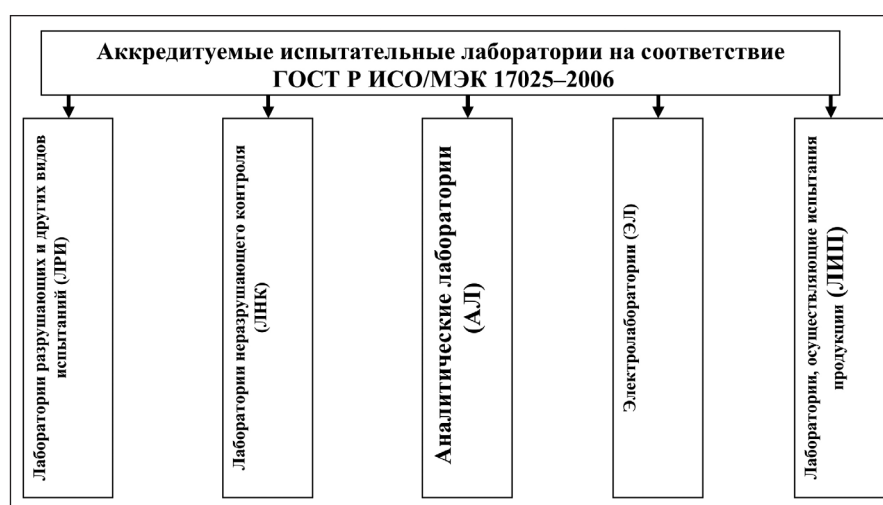 Аккредитуемые испытательные лаборатории на соответствие
ГОСТ Р ИСО/МЭК 17025–2006
Лаборатории разрушающих и других видов
испытаний (ЛРИ)
Лаборатории неразрушающего контроля
(ЛНК)
Аналитические лаборатории
(АЛ)
Электролаборатории (ЭЛ)
Лаборатории, осуществляющие испытания
продукции (ЛИП)